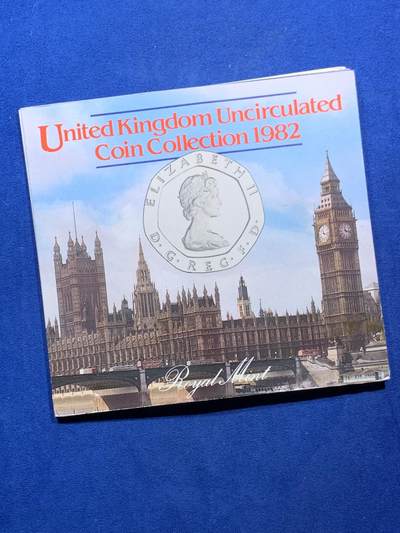 United Kingdom Uncirculated
Coin Collection 1982
ELIZABETH II
D·G·REG·F·D·
Royal Mint